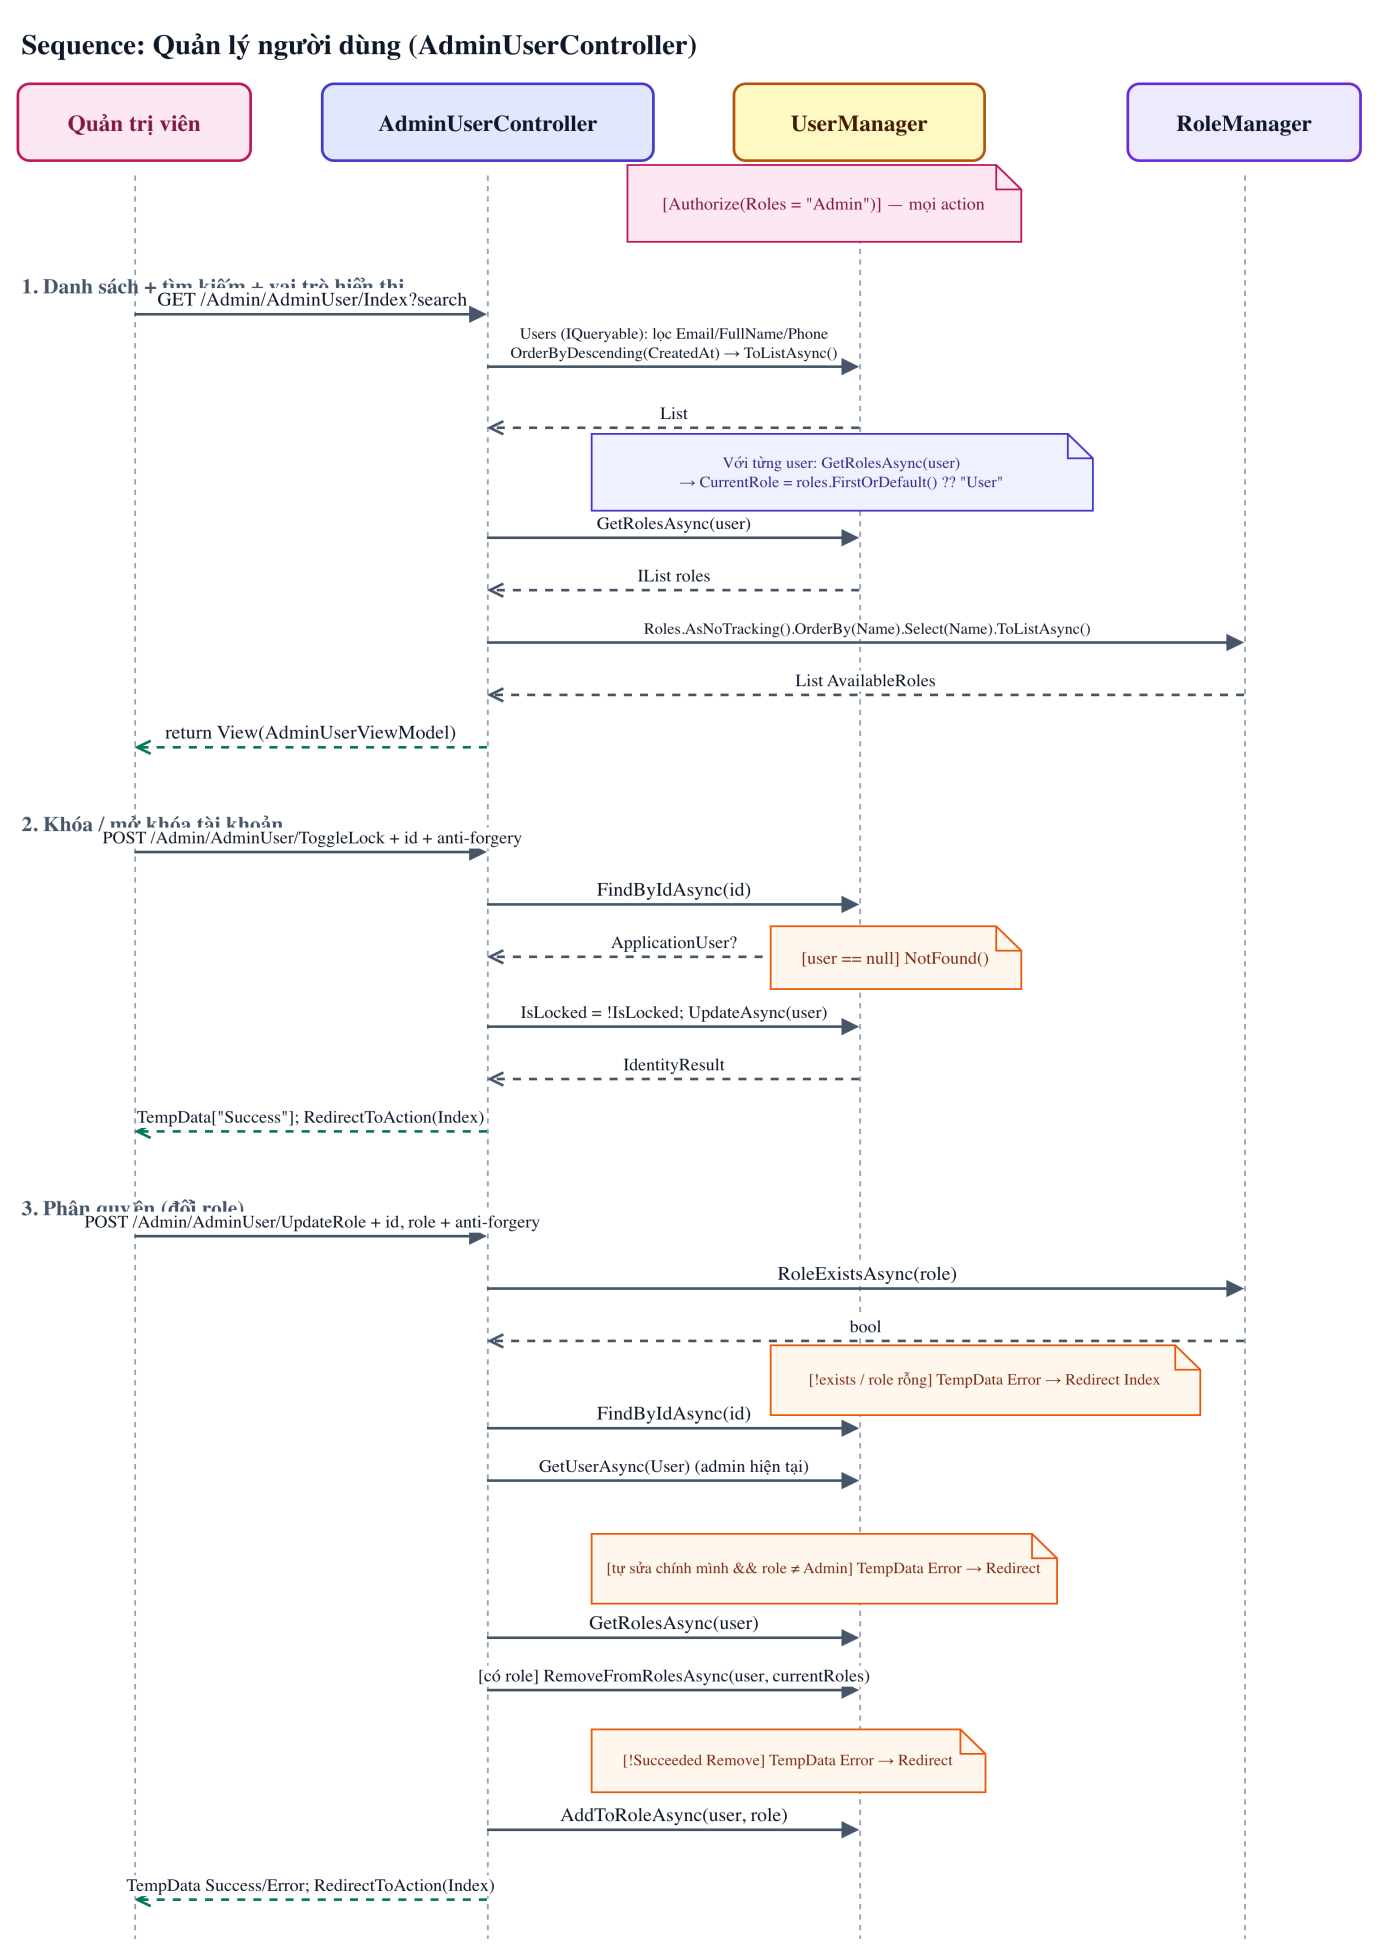 Sequence: Quản lý người dùng (AdminUserController)
Quản trị viên
AdminUserController
UserManager
RoleManager
[Authorize(Roles = "Admin")] — mọi action
1. Danh sách + tìm kiếm + vai trò hiển thị
GET /Admin/AdminUser/Index?search
Users (IQueryable): lọc Email/FullName/Phone
OrderByDescending(CreatedAt) → ToListAsync()
List
Với từng user: GetRolesAsync(user)
→ CurrentRole = roles.FirstOrDefault() ?? "User"
GetRolesAsync(user)
IList roles
Roles.AsNoTracking().OrderBy(Name).Select(Name).ToListAsync()
List AvailableRoles
return View(AdminUserViewModel)
2. Khóa / mở khóa tài khoản
POST /Admin/AdminUser/ToggleLock + id + anti-forgery
FindByIdAsync(id)
ApplicationUser?
[user == null] NotFound()
IsLocked = !IsLocked; UpdateAsync(user)
IdentityResult
TempData["Success"]; RedirectToAction(Index)
3. Phân quyền (đổi role)
POST /Admin/AdminUser/UpdateRole + id, role + anti-forgery
RoleExistsAsync(role)
bool
[!exists / role rỗng] TempData Error → Redirect Index
FindByIdAsync(id)
GetUserAsync(User) (admin hiện tại)
[tự sửa chính mình && role ≠ Admin] TempData Error → Redirect
GetRolesAsync(user)
[có role] RemoveFromRolesAsync(user, currentRoles)
[!Succeeded Remove] TempData Error → Redirect
AddToRoleAsync(user, role)
TempData Success/Error; RedirectToAction(Index)